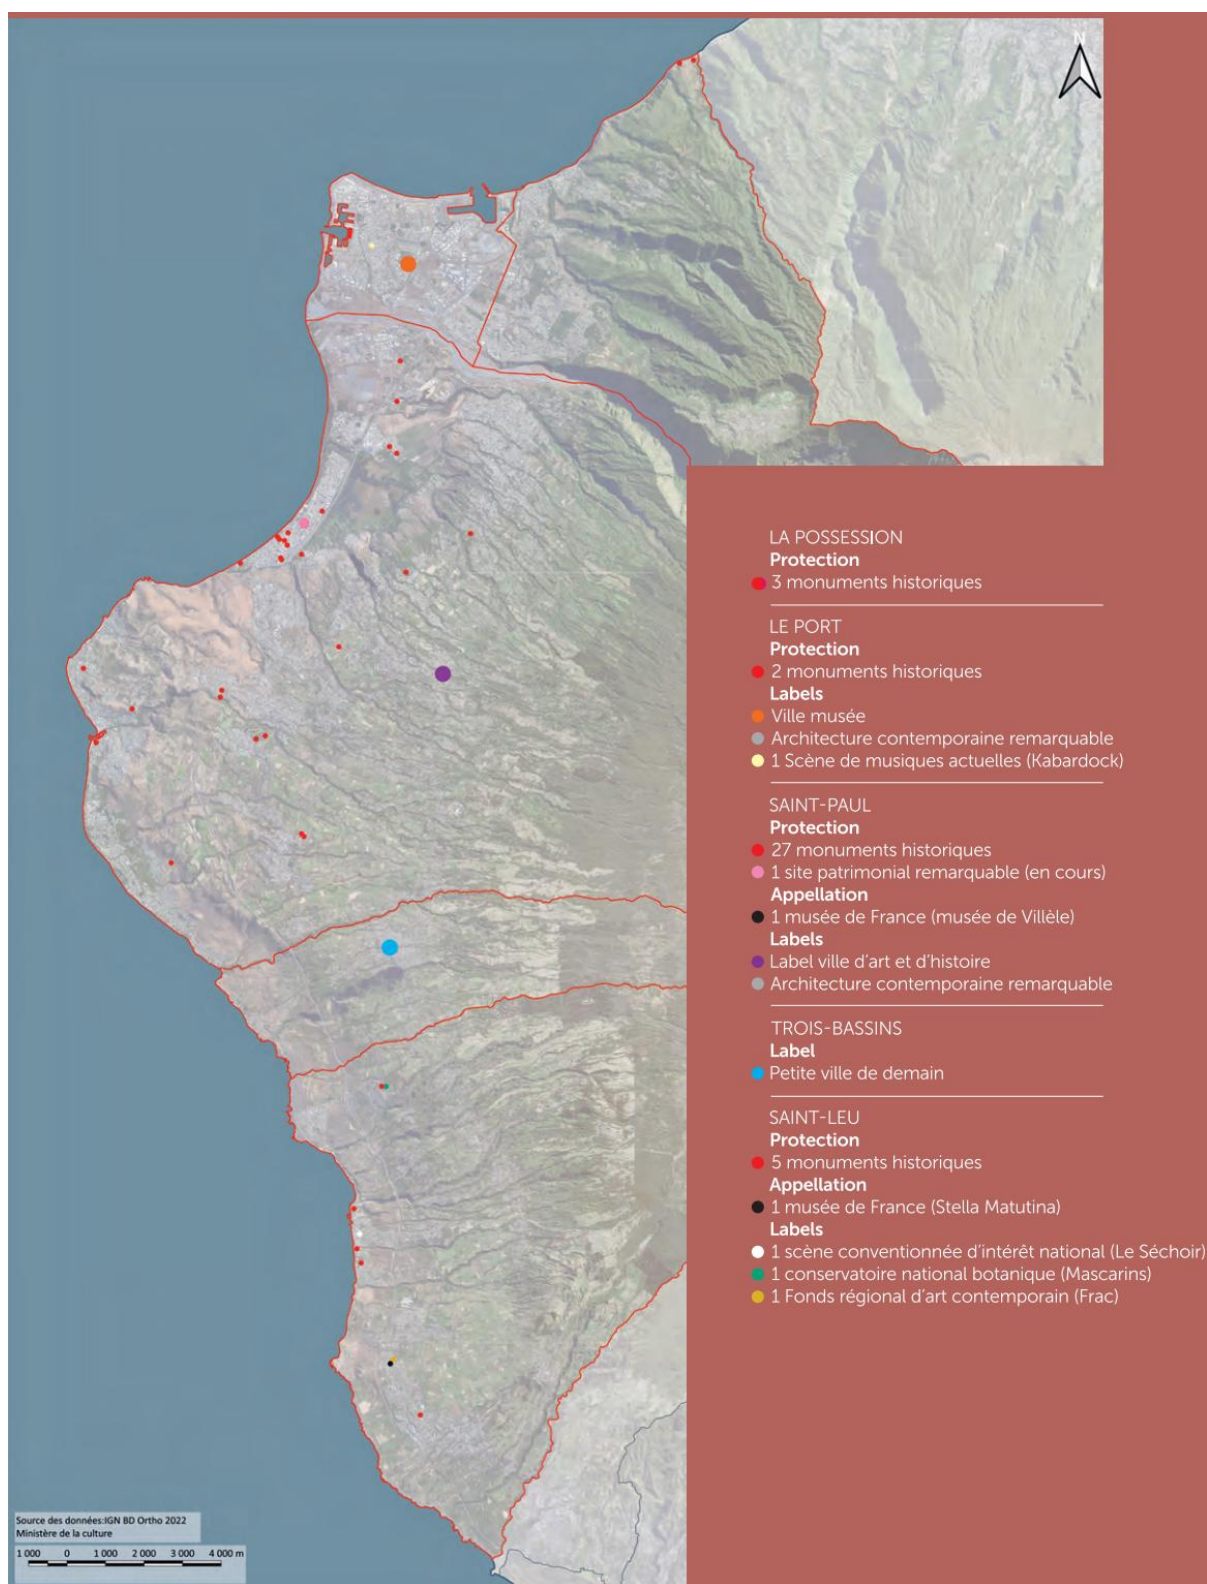 N
LA POSSESSION
Protection
3 monuments historiques
LE PORT
Protection
2 monuments historiques
Labels
Ville musée
Architecture contemporaine remarquable
1 Scène de musiques actuelles (Kabardock)
SAINT-PAUL
Protection
27 monuments historiques
1 site patrimonial remarquable (en cours)
Appellation
1 musée de France (musée de Villèle)
Labels
Label ville d’art et d’histoire
Architecture contemporaine remarquable
TROIS-BASSINS
Label
Petite ville de demain
SAINT-LEU
Protection
5 monuments historiques
Appellation
1 musée de France (Stella Matutina)
Labels
1 scène conventionnée d’intérêt national (Le Séchoir)
1 conservatoire national botanique (Mascarins)
1 Fonds régional d’art contemporain (Frac)
Source des données:IGN BD Ortho 2022
Ministère de la culture
1 000 0 1 000 2 000 3 000 4 000 m